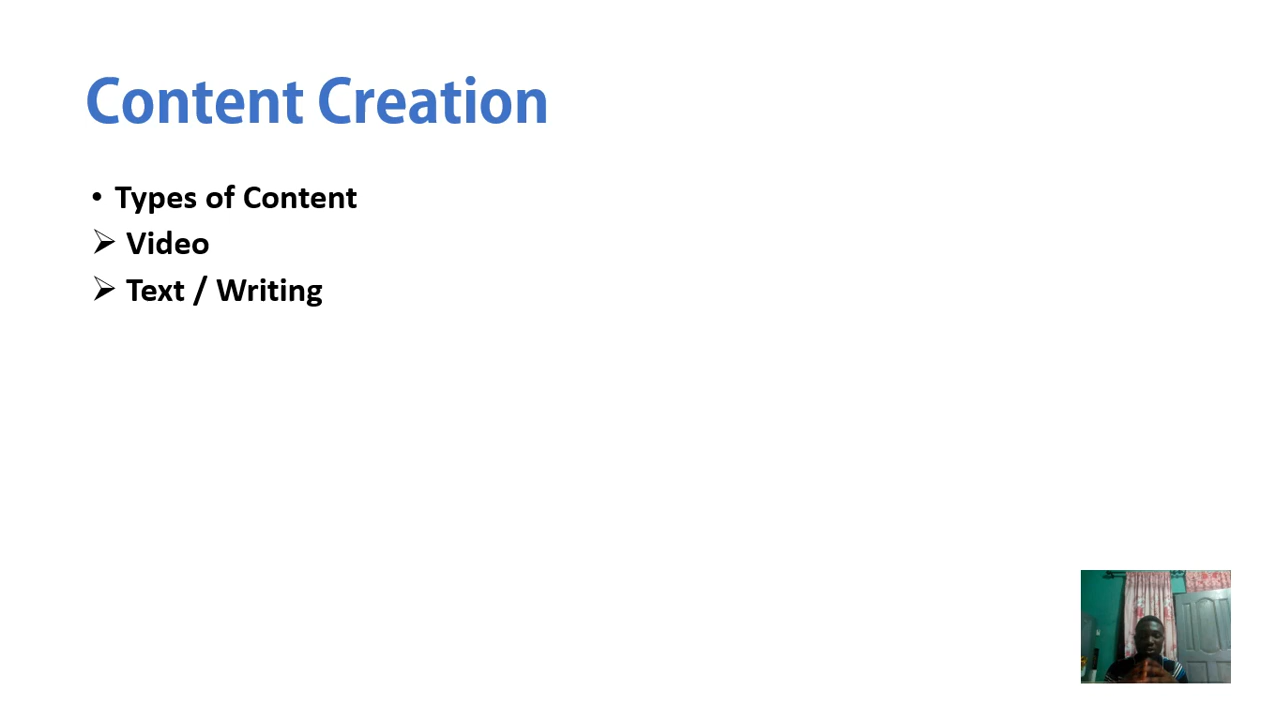 Content Creation
• Types of Content
➢ Video
➢ Text / Writing